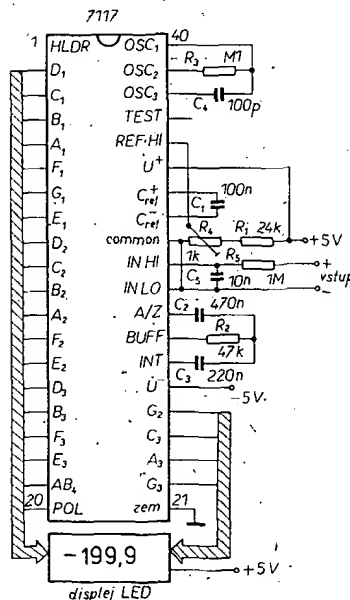 7117
1
40
HLDR
OSC₁
D₁
OSC₂
R₃
M1
C₁
OSC₃
C₄
100p
B₁
TEST
A₁
REF HI
F₁
U⁺
G₁
C⁺ref
100n
C₁
E₁
C⁻ref
D₂
common
R₄
R₁
24k
+5V
1k
C₂
IN HI
R₅
+
C₅
10n
1M
vstup
B₂
IN LO
−
A₂
A/Z
C₂
470n
F₂
BUFF
R₂
47k
E₂
INT
C₃
220n
D₃
U⁻
−5V
B₃
G₂
F₃
C₃
E₃
A₃
AB₄
G₃
20
POL
zem
21
−199,9
+5V
displej LED